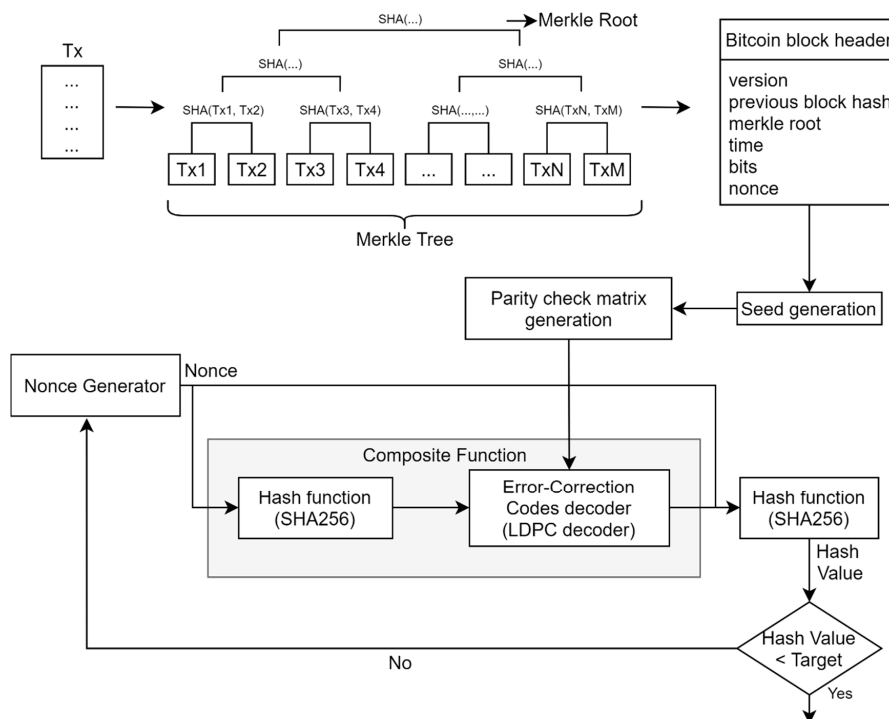 SHA(...)
Merkle Root
Tx
...
...
...
...
SHA(...)
SHA(...)
SHA(Tx1, Tx2)
SHA(Tx3, Tx4)
SHA(...,...)
SHA(TxN, TxM)
Tx1
Tx2
Tx3
Tx4
...
...
TxN
TxM
Merkle Tree
Bitcoin block header
version
previous block hash
merkle root
time
bits
nonce
Seed generation
Parity check matrix
generation
Nonce Generator
Nonce
Composite Function
Hash function
(SHA256)
Error-Correction
Codes decoder
(LDPC decoder)
Hash function
(SHA256)
Hash
Value
Hash Value
< Target
No
Yes